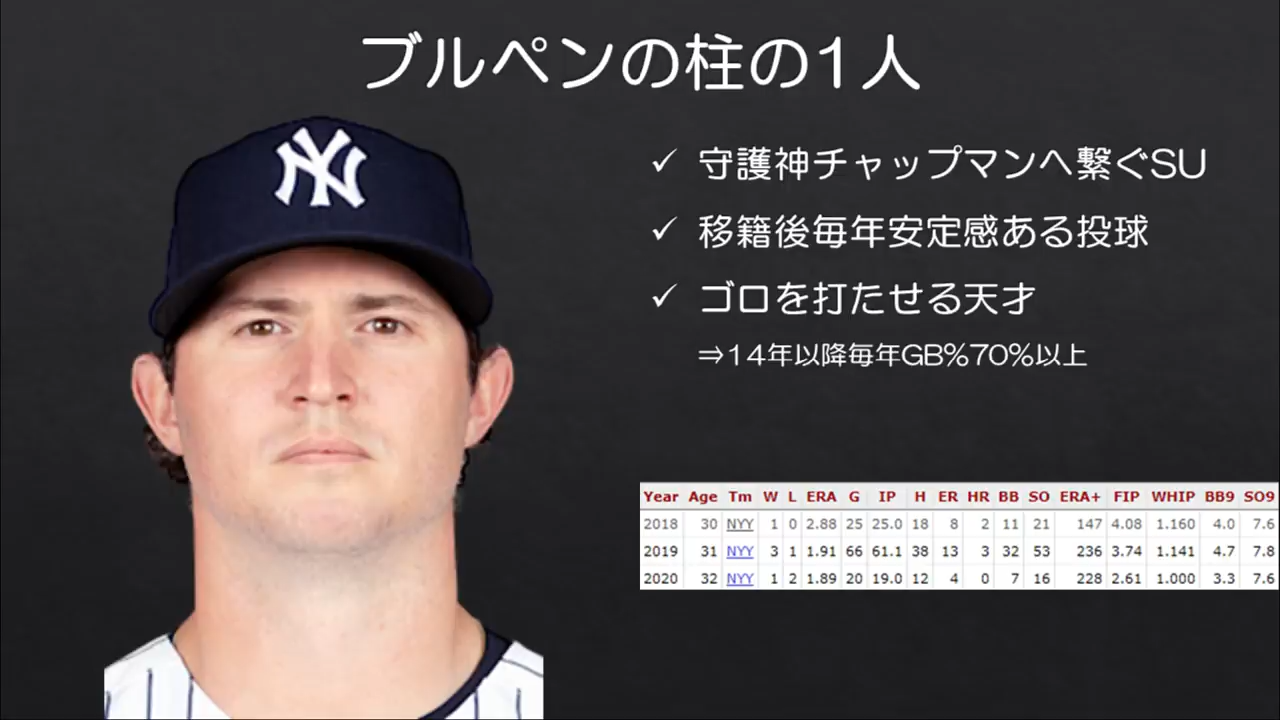 ブルペンの柱の1人
NY
✓ 守護神チャップマンへ繋ぐSU
✓ 移籍後毎年安定感ある投球
✓ ゴロを打たせる天才
⇒14年以降毎年GB%70%以上
Year Age Tm W L ERA G IP H ER HR BB SO ERA+ FIP WHIP BB9 SO9
2018 30 NYY 1 0 2.88 25 25.0 18 8 2 11 21 147 4.08 1.160 4.0 7.6
2019 31 NYY 3 1 1.91 66 61.1 38 13 3 32 53 236 3.74 1.141 4.7 7.8
2020 32 NYY 1 2 1.89 20 19.0 12 4 0 7 16 228 2.61 1.000 3.3 7.6